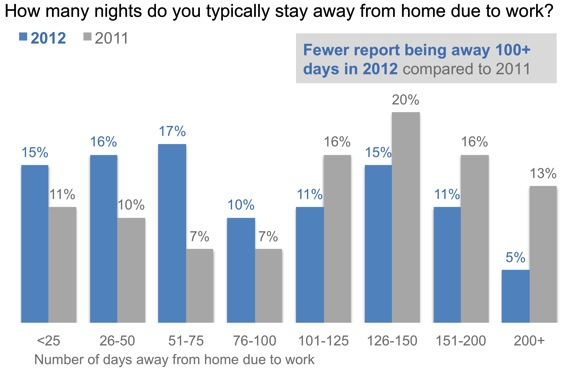 How many nights do you typically stay away from home due to work?
2012 2011
Fewer report being away 100+
days in 2012 compared to 2011
15% 11% 16% 10% 17% 7% 10% 7% 11% 16% 15% 20% 11% 16% 5% 13%
<25 26-50 51-75 76-100 101-125 126-150 151-200 200+
Number of days away from home due to work